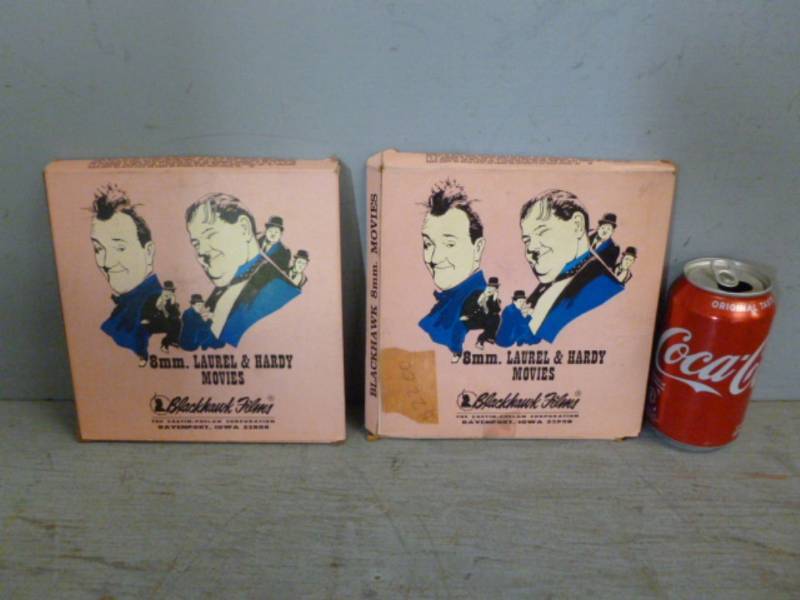 8mm. LAUREL & HARDY
MOVIES
Blackhawk Films®
THE EASTIN-PHELAN CORPORATION
DAVENPORT, IOWA 52808
BLACKHAWK 8mm. MOVIES
8mm. LAUREL & HARDY
MOVIES
Blackhawk Films®
THE EASTIN-PHELAN CORPORATION
DAVENPORT, IOWA 52808
ORIGINAL TASTE
Coca-Co